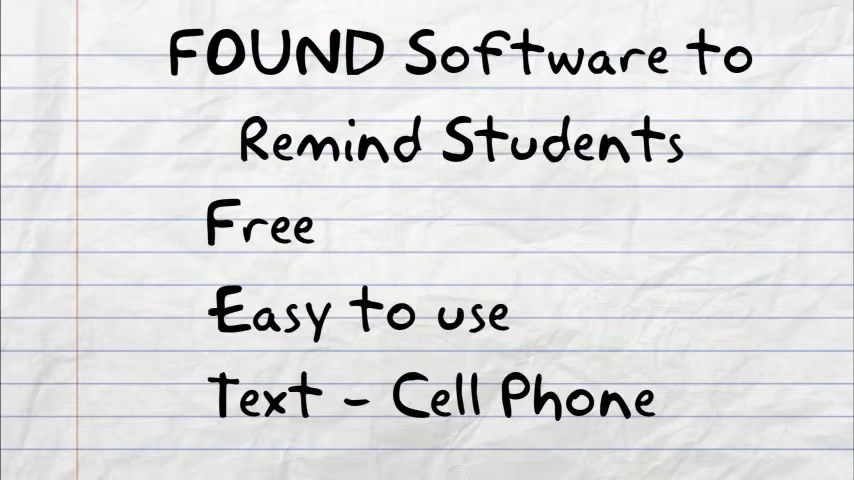 FOUND Software to
Remind Students
Free
Easy to use
Text - Cell Phone